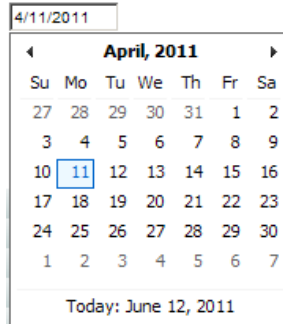 4/11/2011
April, 2011
Su Mo Tu We Th Fr Sa
27 28 29 30 31 1 2
3 4 5 6 7 8 9
10 11 12 13 14 15 16
17 18 19 20 21 22 23
24 25 26 27 28 29 30
1 2 3 4 5 6 7
Today: June 12, 2011